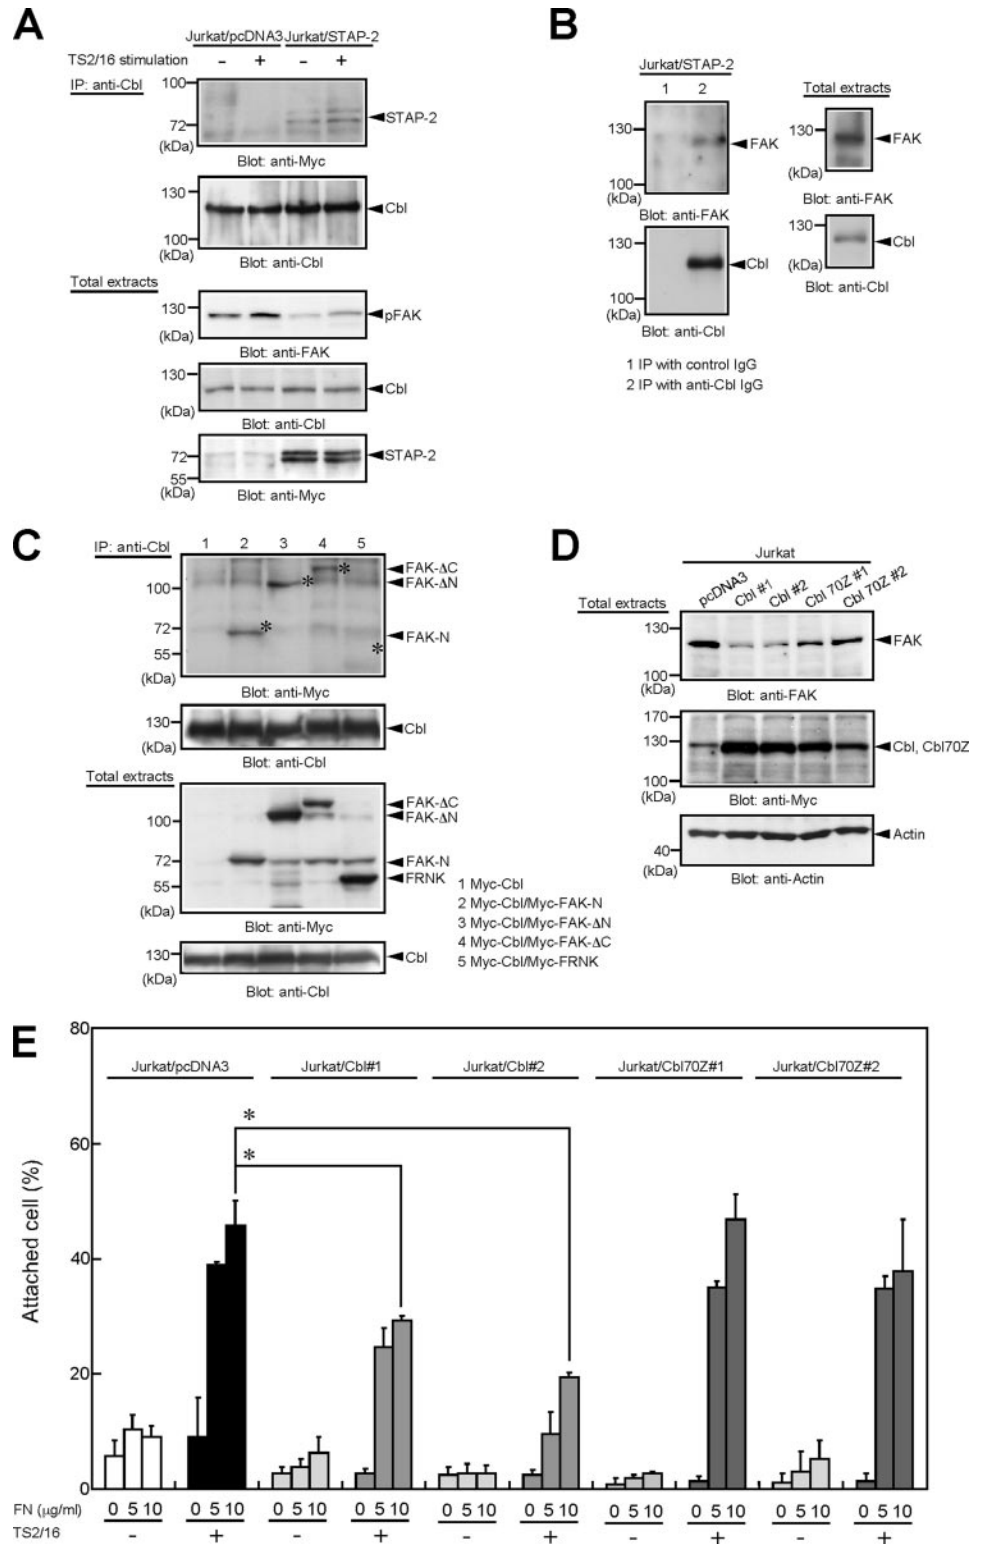 A
Jurkat/pcDNA3 Jurkat/STAP-2
TS2/16 stimulation - + - +
IP: anti-Cbl
100
72
(kDa)
STAP-2
Blot: anti-Myc
130
100
(kDa)
Cbl
Blot: anti-Cbl
Total extracts
130
(kDa)
pFAK
Blot: anti-FAK
130
(kDa)
Cbl
Blot: anti-Cbl
72
55
(kDa)
STAP-2
Blot: anti-Myc
B
Jurkat/STAP-2
1 2
130
100
(kDa)
FAK
Blot: anti-FAK
130
100
(kDa)
Cbl
Blot: anti-Cbl
Total extracts
130
(kDa)
FAK
Blot: anti-FAK
130
(kDa)
Cbl
Blot: anti-Cbl
1 IP with control IgG
2 IP with anti-Cbl IgG
C
IP: anti-Cbl 1 2 3 4 5
100
72
55
(kDa)
FAK-ΔC
FAK-ΔN
FAK-N
* * * *
Blot: anti-Myc
130
(kDa)
Cbl
Blot: anti-Cbl
Total extracts
100
72
55
(kDa)
FAK-ΔC
FAK-ΔN
FAK-N
FRNK
Blot: anti-Myc
130
(kDa)
Cbl
Blot: anti-Cbl
1 Myc-Cbl
2 Myc-Cbl/Myc-FAK-N
3 Myc-Cbl/Myc-FAK-ΔN
4 Myc-Cbl/Myc-FAK-ΔC
5 Myc-Cbl/Myc-FRNK
D
Jurkat
pcDNA3 Cbl #1 Cbl #2 Cbl 70Z #1 Cbl 70Z #2
Total extracts
130
100
(kDa)
FAK
Blot: anti-FAK
170
130
100
(kDa)
Cbl, Cbl70Z
Blot: anti-Myc
40
(kDa)
Actin
Blot: anti-Actin
E
80
60
40
20
0
Attached cell (%)
Jurkat/pcDNA3 Jurkat/Cbl#1 Jurkat/Cbl#2 Jurkat/Cbl70Z#1 Jurkat/Cbl70Z#2
*
*
FN (μg/ml) 0 5 10 0 5 10 0 5 10 0 5 10 0 5 10 0 5 10 0 5 10 0 5 10 0 5 10 0 5 10
TS2/16 - + - + - + - + - +